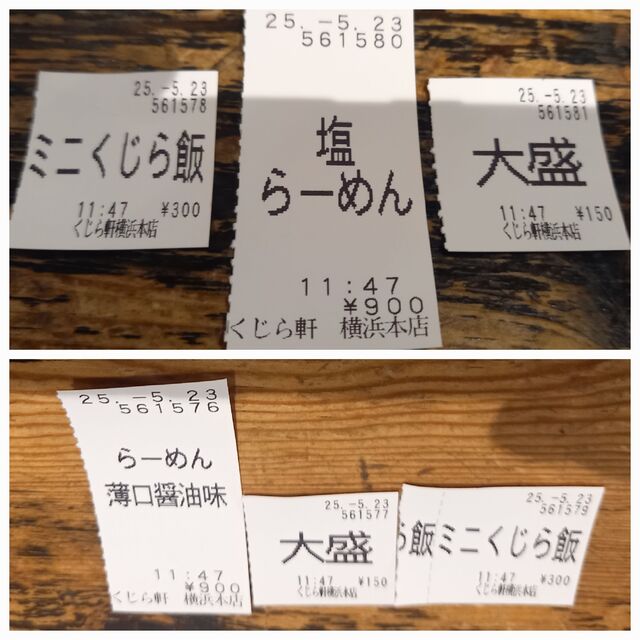 25.-5.23
561578
ミニくじら飯
11:47 ¥300
くじら軒横浜本店
25.-5.23
561580
塩
らーめん
11:47
¥900
くじら軒 横浜本店
25.-5.23
561581
大盛
11:47 ¥150
くじら軒横浜本店
25.-5.23
561576
らーめん
薄口醤油味
11:47
¥900
くじら軒 横浜本店
25.-5.23
561577
大盛
11:47 ¥150
くじら軒横浜本店
ら飯
25.-5.23
561579
ミニくじら飯
11:47 ¥300
くじら軒横浜本店